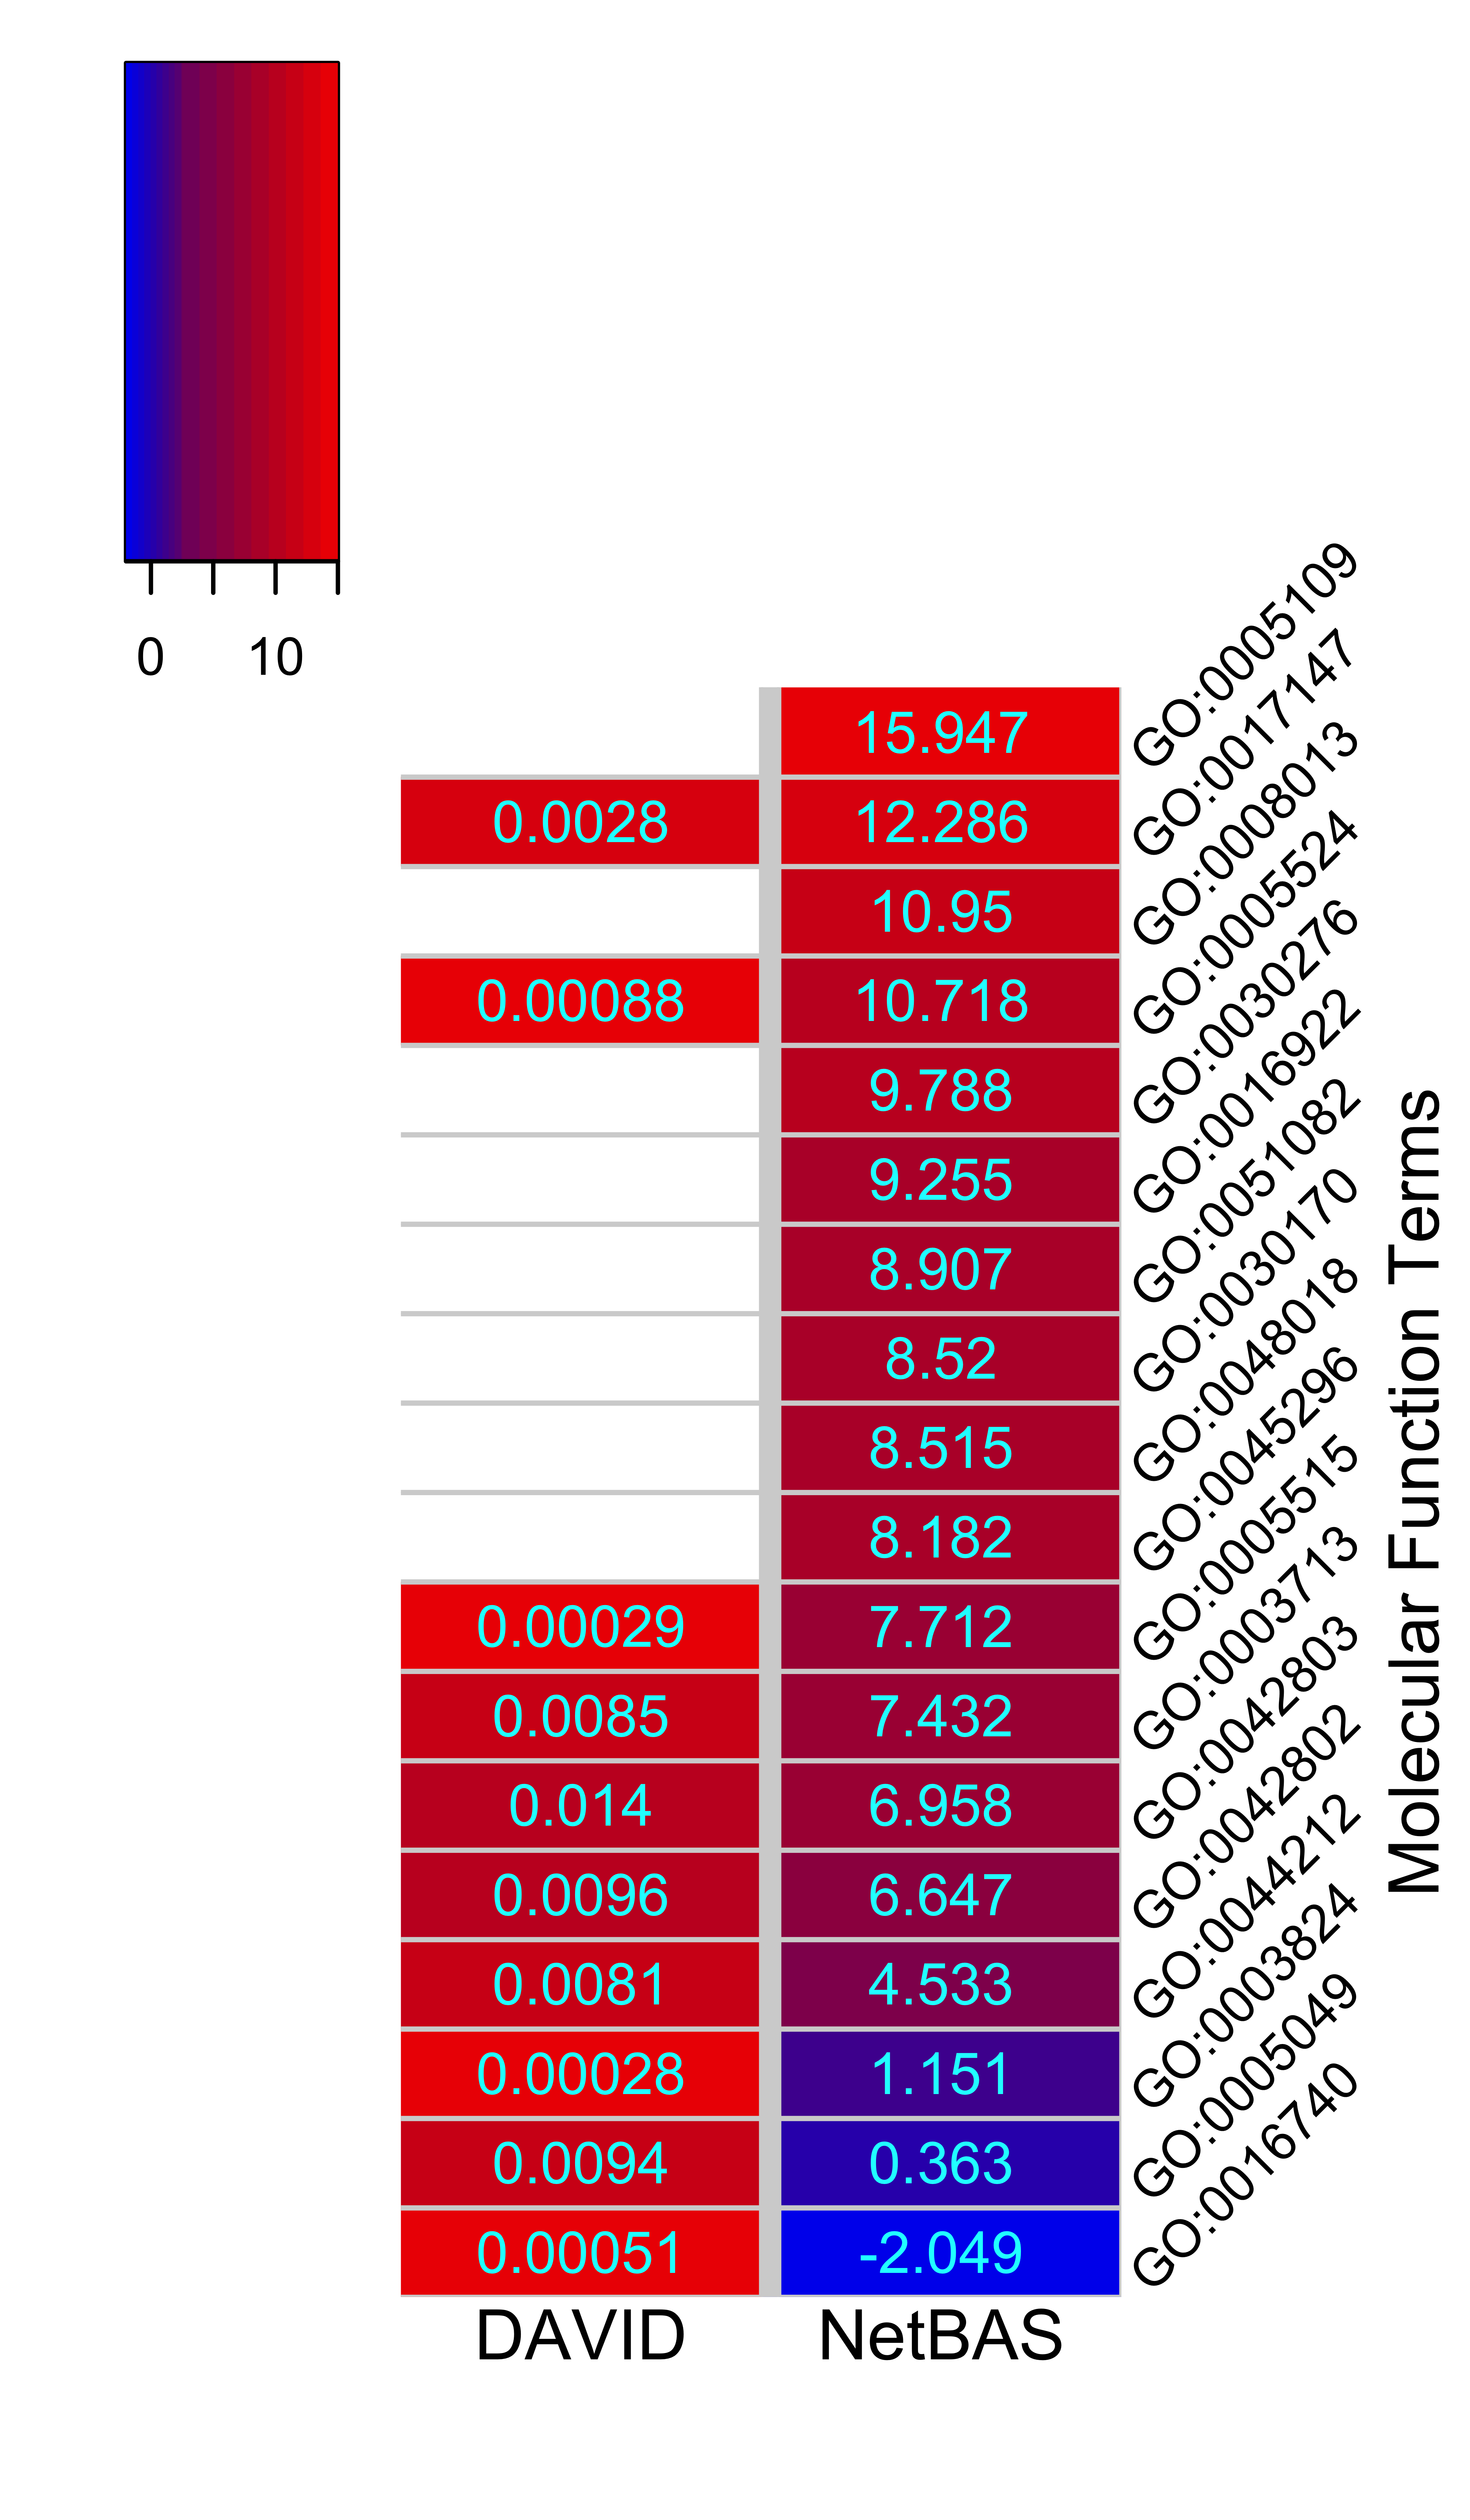 0 10
15.947 GO:0005109
0.0028 12.286 GO:0017147
10.95 GO:0008013
0.00088 10.718 GO:0005524
9.788 GO:0030276
9.255 GO:0016922
8.907 GO:0051082
8.52 GO:0030170
8.515 GO:0048018
8.182 GO:0045296
0.00029 7.712 GO:0005515
0.0085 7.432 GO:0003713
0.014 6.958 GO:0042803
0.0096 6.647 GO:0042802
0.0081 4.533 GO:0044212
0.00028 1.151 GO:0003824
0.0094 0.363 GO:0005049
0.00051 -2.049 GO:0016740
DAVID NetBAS
Molecular Function Terms